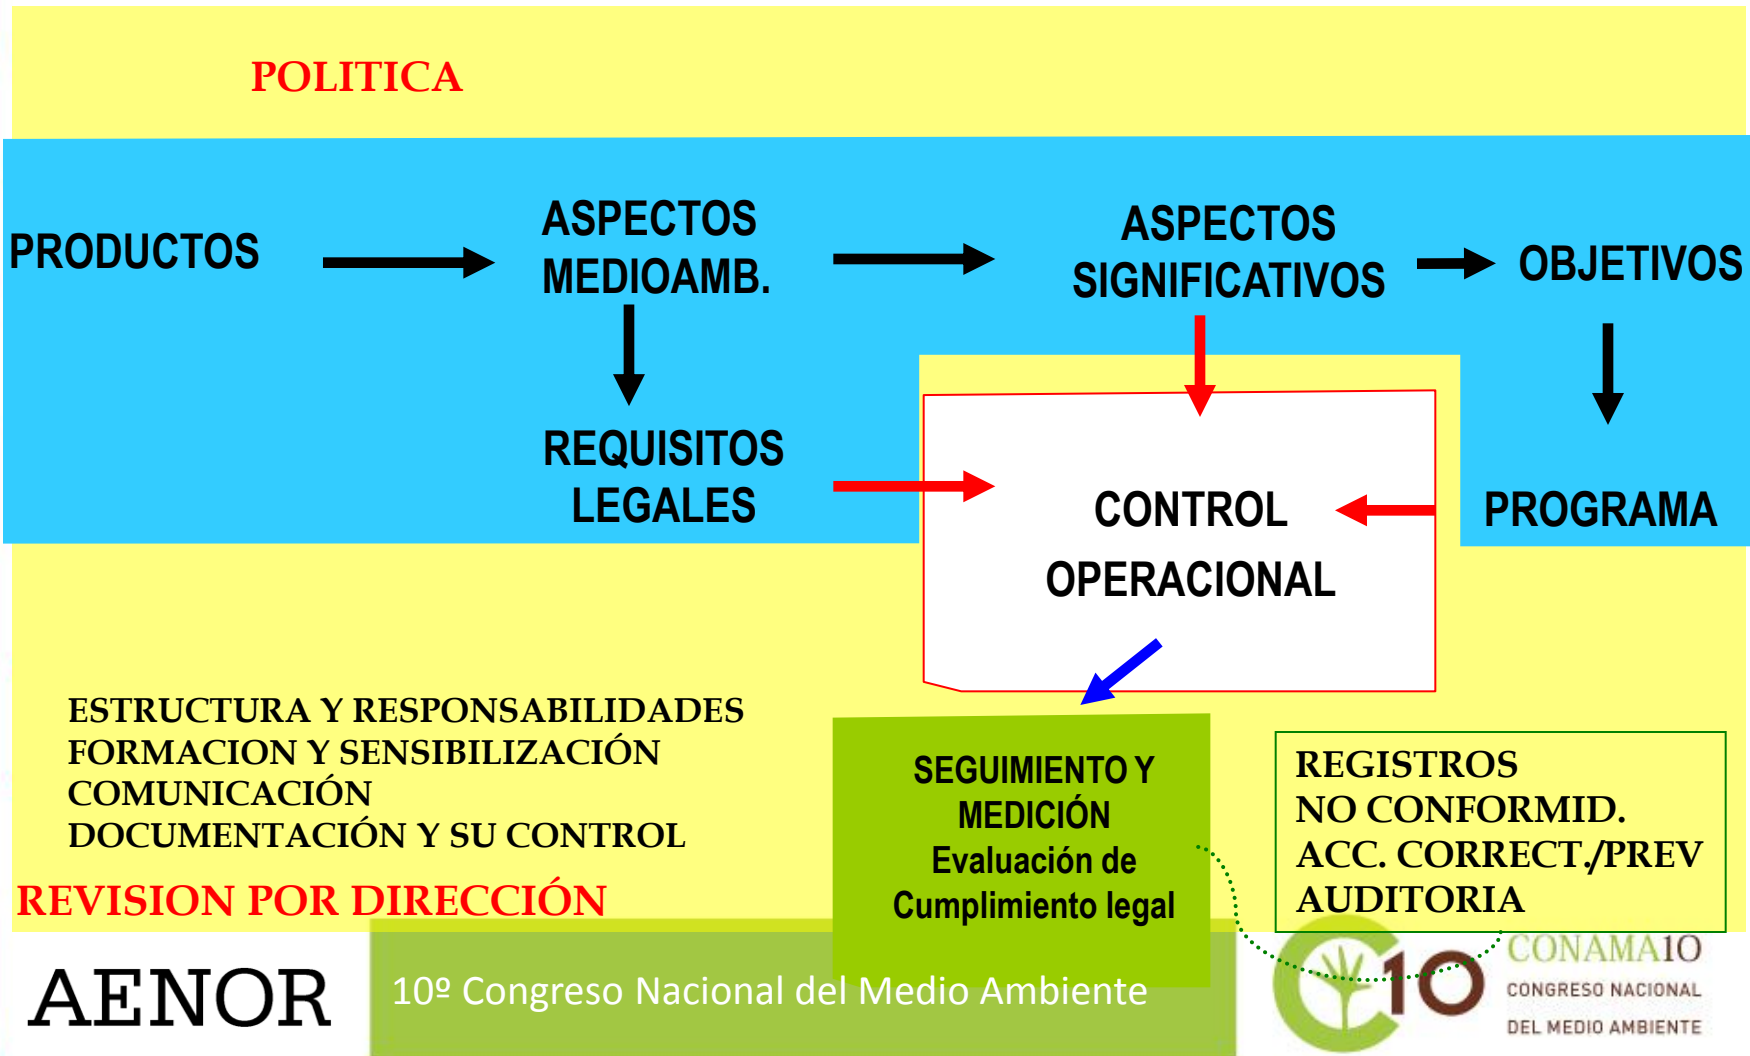 POLITICA
PRODUCTOS
ASPECTOS
MEDIOAMB.
ASPECTOS
SIGNIFICATIVOS
OBJETIVOS
REQUISITOS
LEGALES
CONTROL
OPERACIONAL
PROGRAMA
ESTRUCTURA Y RESPONSABILIDADES
FORMACION Y SENSIBILIZACIÓN
COMUNICACIÓN
DOCUMENTACIÓN Y SU CONTROL
SEGUIMIENTO Y
MEDICIÓN
Evaluación de
Cumplimiento legal
REGISTROS
NO CONFORMID.
ACC. CORRECT./PREV
AUDITORIA
REVISION POR DIRECCIÓN
AENOR
10º Congreso Nacional del Medio Ambiente
10
CONAMA10
CONGRESO NACIONAL
DEL MEDIO AMBIENTE